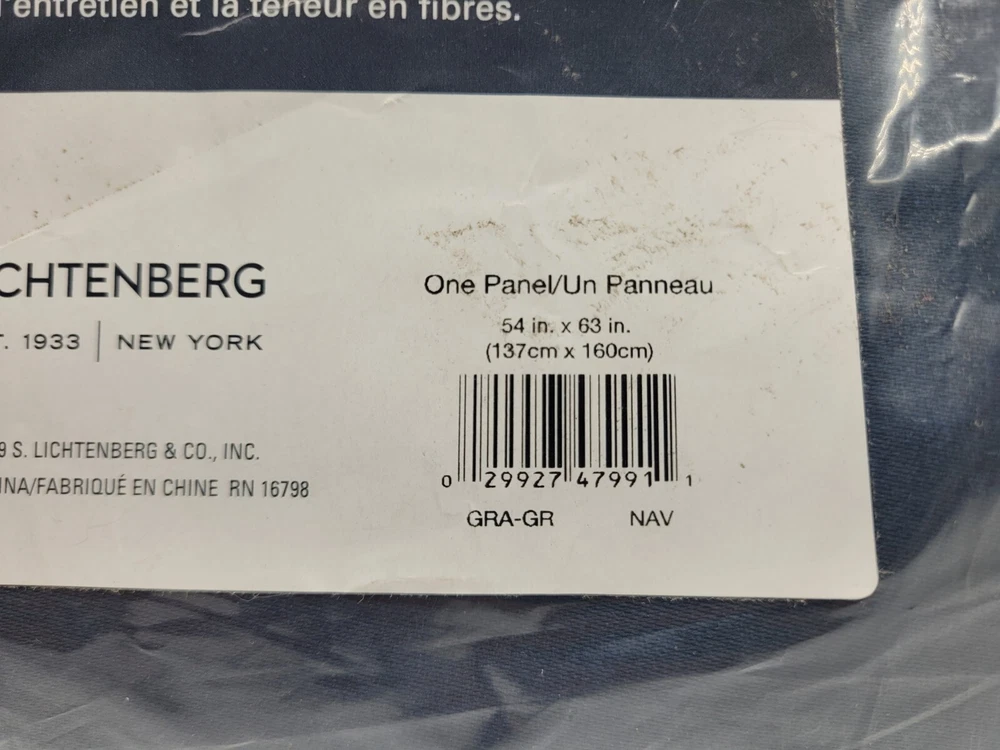 l'entretien et la teneur en fibres.
CHTENBERG
T. 1933 | NEW YORK
9 S. LICHTENBERG & CO., INC.
INA/FABRIQUÉ EN CHINE RN 16798
One Panel/Un Panneau
54 in. x 63 in.
(137cm x 160cm)
0 29927 47991 1
GRA-GR NAV